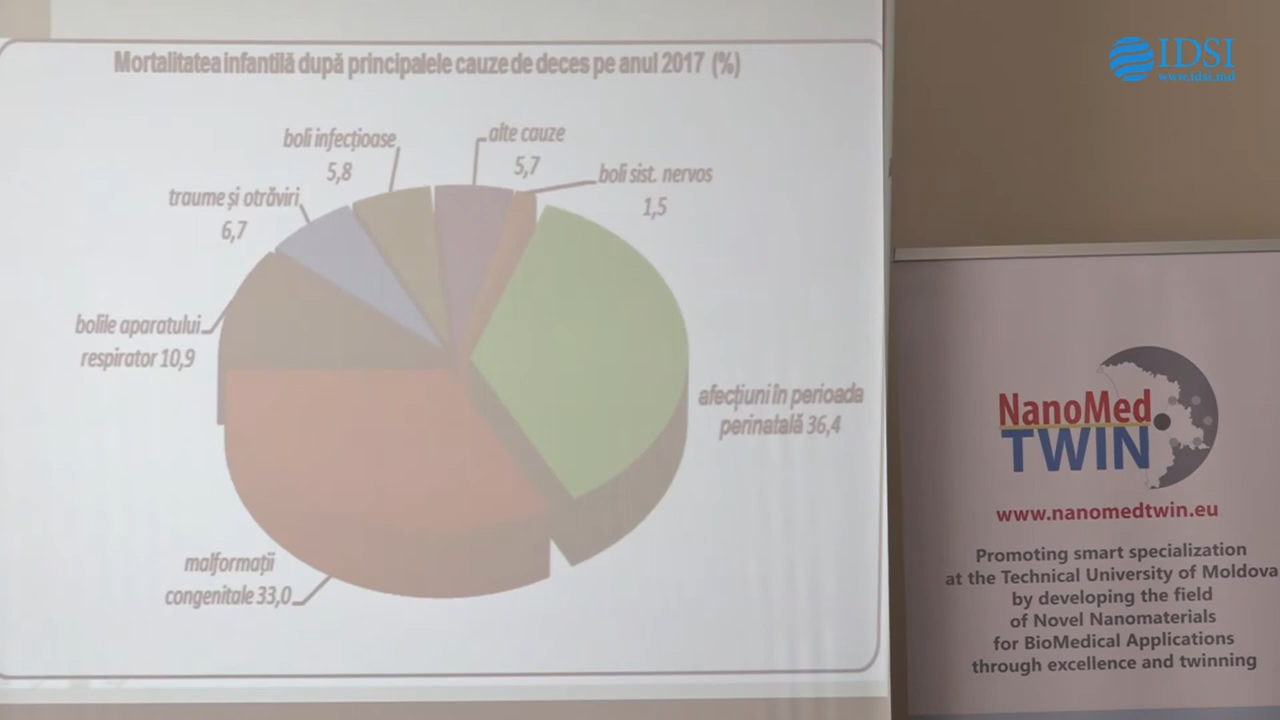 Mortalitatea infantilă după principalele cauze de deces pe anul 2017 (%)
boli infecțioase
5,8
alte cauze
5,7
boli sist. nervos
1,5
traume și otrăviri
6,7
bolile aparatului
respirator 10,9
afecțiuni în perioada
perinatală 36,4
malformații
congenitale 33,0
IDSI
www.idsi.md
NanoMed
TWIN
www.nanomedtwin.eu
Promoting smart specialization
at the Technical University of Moldova
by developing the field
of Novel Nanomaterials
for BioMedical Applications
through excellence and twinning